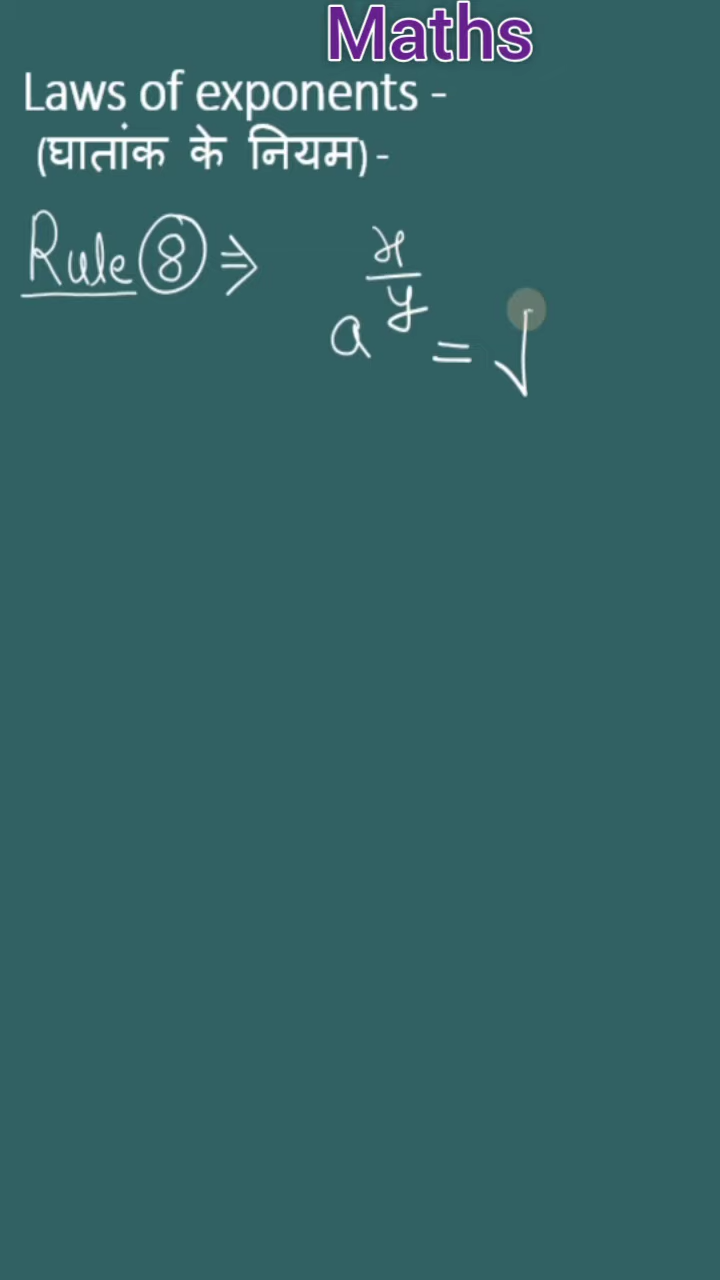 Maths
Laws of exponents -
(घातांक के नियम) -
Rule ⑧ ⇒ a^(x/y) = √